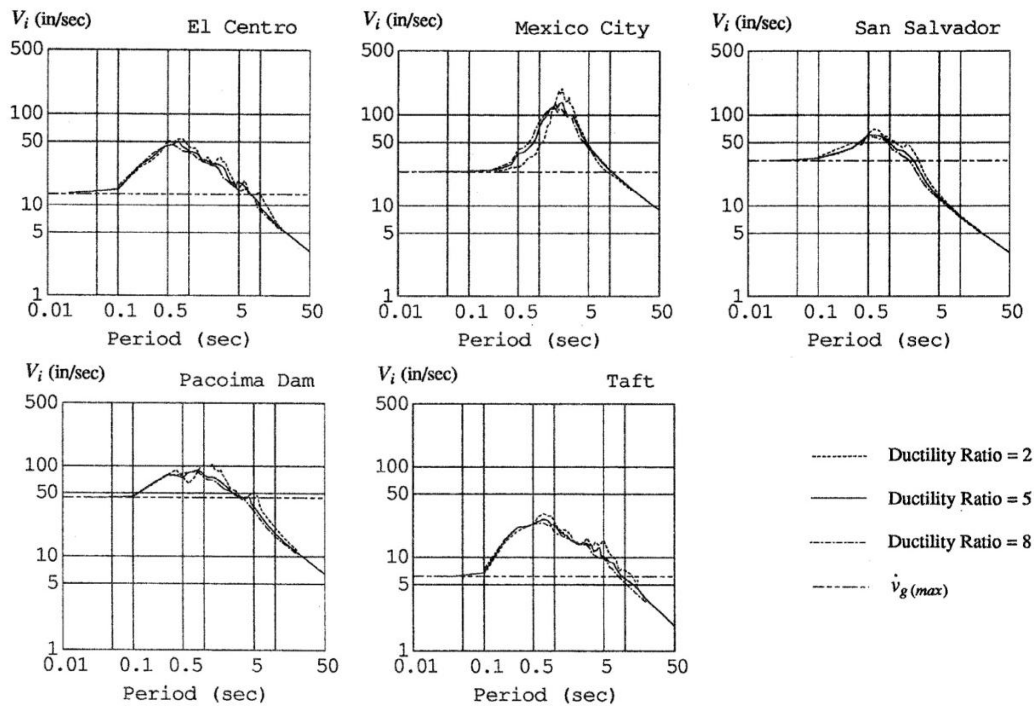 V_i (in/sec) El Centro
500
100
50
10
5
1
0.01 0.1 0.5 5 50
Period (sec)
V_i (in/sec) Mexico City
500
100
50
10
5
1
0.01 0.1 0.5 5 50
Period (sec)
V_i (in/sec) San Salvador
500
100
50
10
5
1
0.01 0.1 0.5 5 50
Period (sec)
V_i (in/sec) Pacoima Dam
500
100
50
10
5
1
0.01 0.1 0.5 5 50
Period (sec)
V_i (in/sec) Taft
500
100
50
10
5
1
0.01 0.1 0.5 5 50
Period (sec)
Ductility Ratio = 2
Ductility Ratio = 5
Ductility Ratio = 8
v̇_g (max)